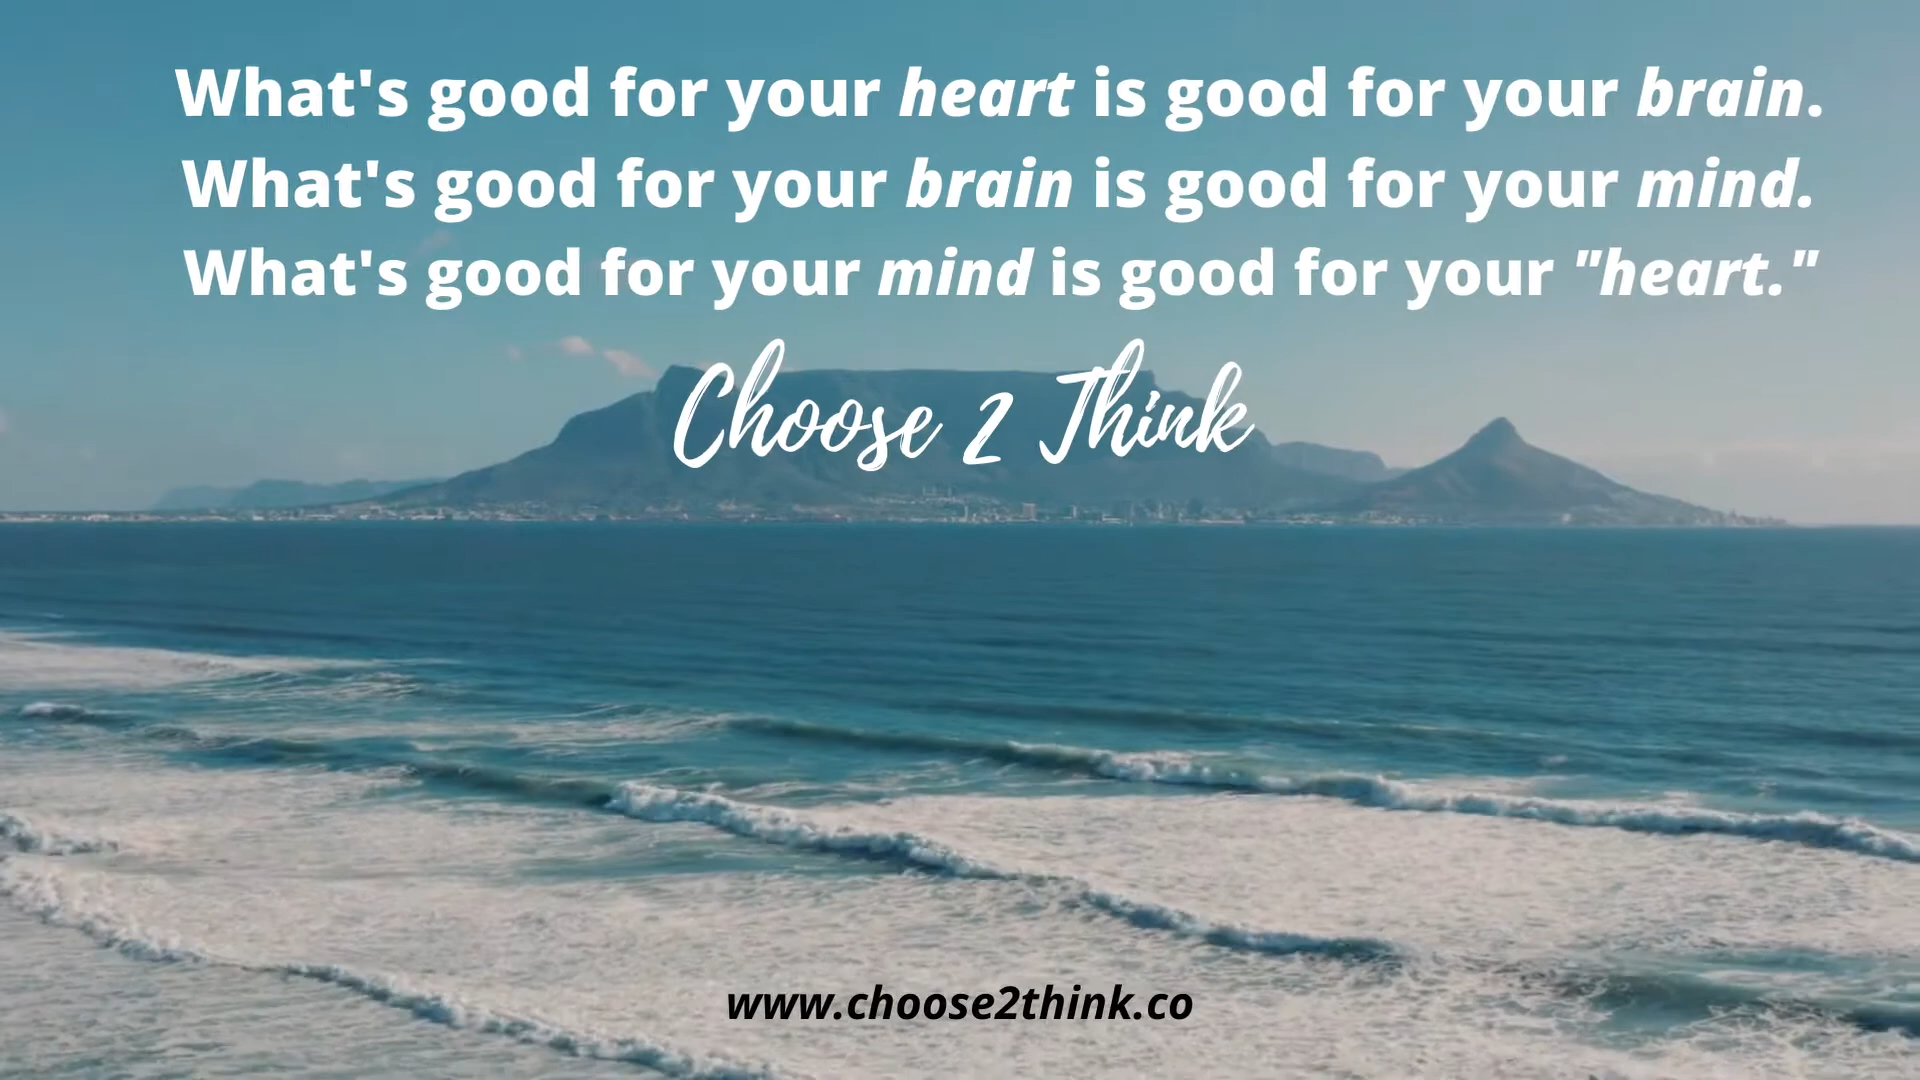 What's good for your heart is good for your brain.
What's good for your brain is good for your mind.
What's good for your mind is good for your "heart."
Choose 2 Think
www.choose2think.co